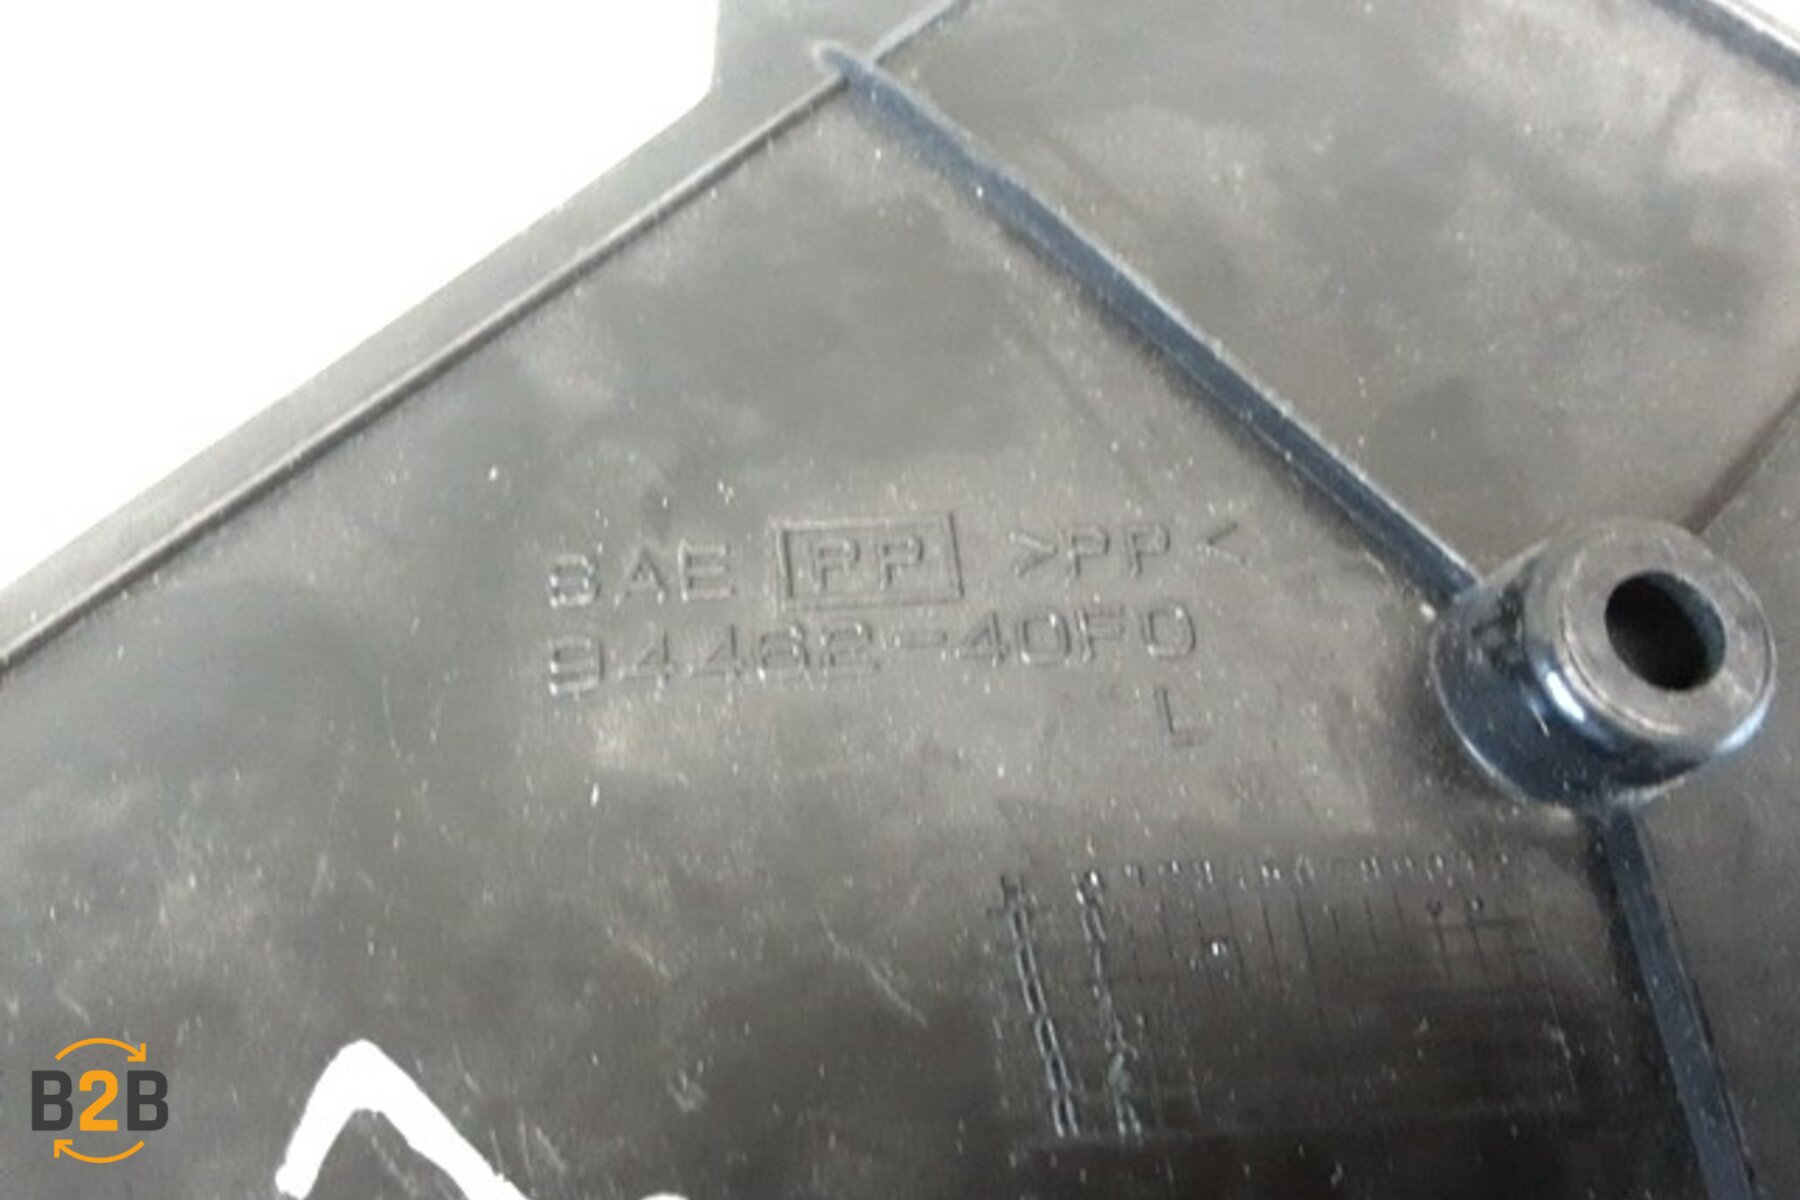 SAE PP >PP<
94462-40F0
L
B2B